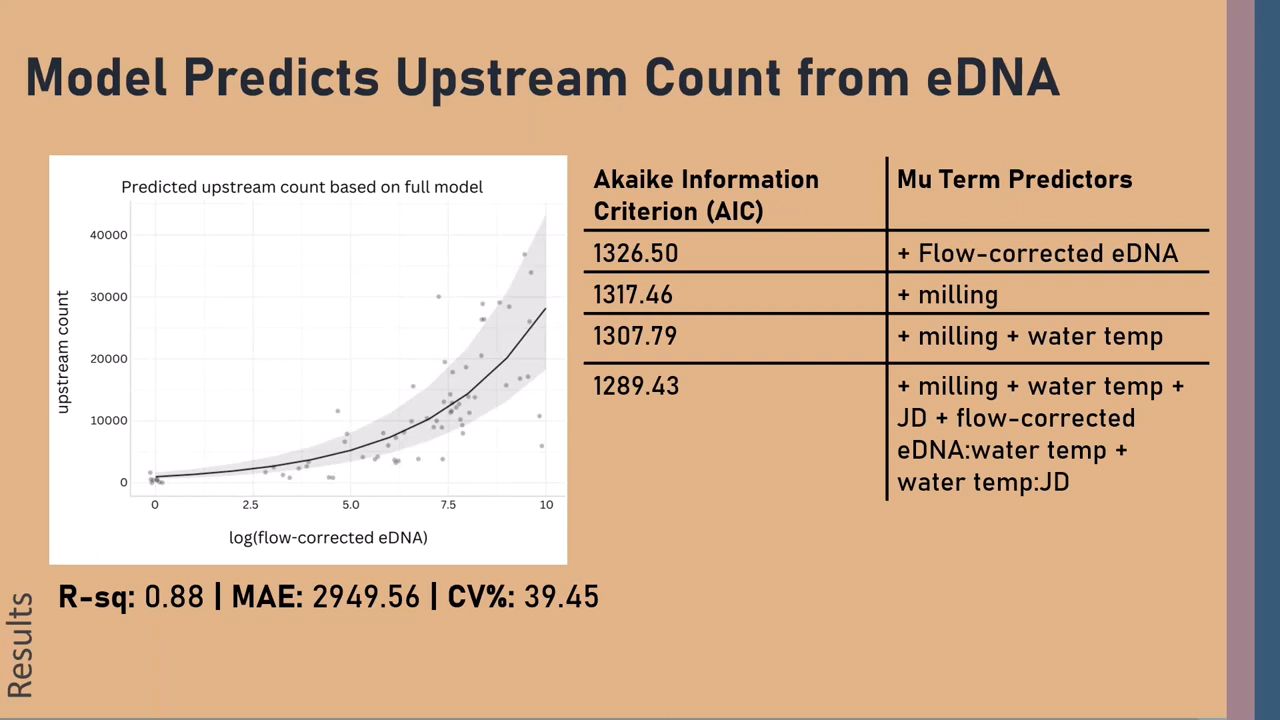 Model Predicts Upstream Count from eDNA
Predicted upstream count based on full model
upstream count
40000
30000
20000
10000
0
0
2.5
5.0
7.5
10
log(flow-corrected eDNA)
Akaike Information
Criterion (AIC)
Mu Term Predictors
1326.50
+ Flow-corrected eDNA
1317.46
+ milling
1307.79
+ milling + water temp
1289.43
+ milling + water temp +
JD + flow-corrected
eDNA:water temp +
water temp:JD
R-sq: 0.88 | MAE: 2949.56 | CV%: 39.45
Results